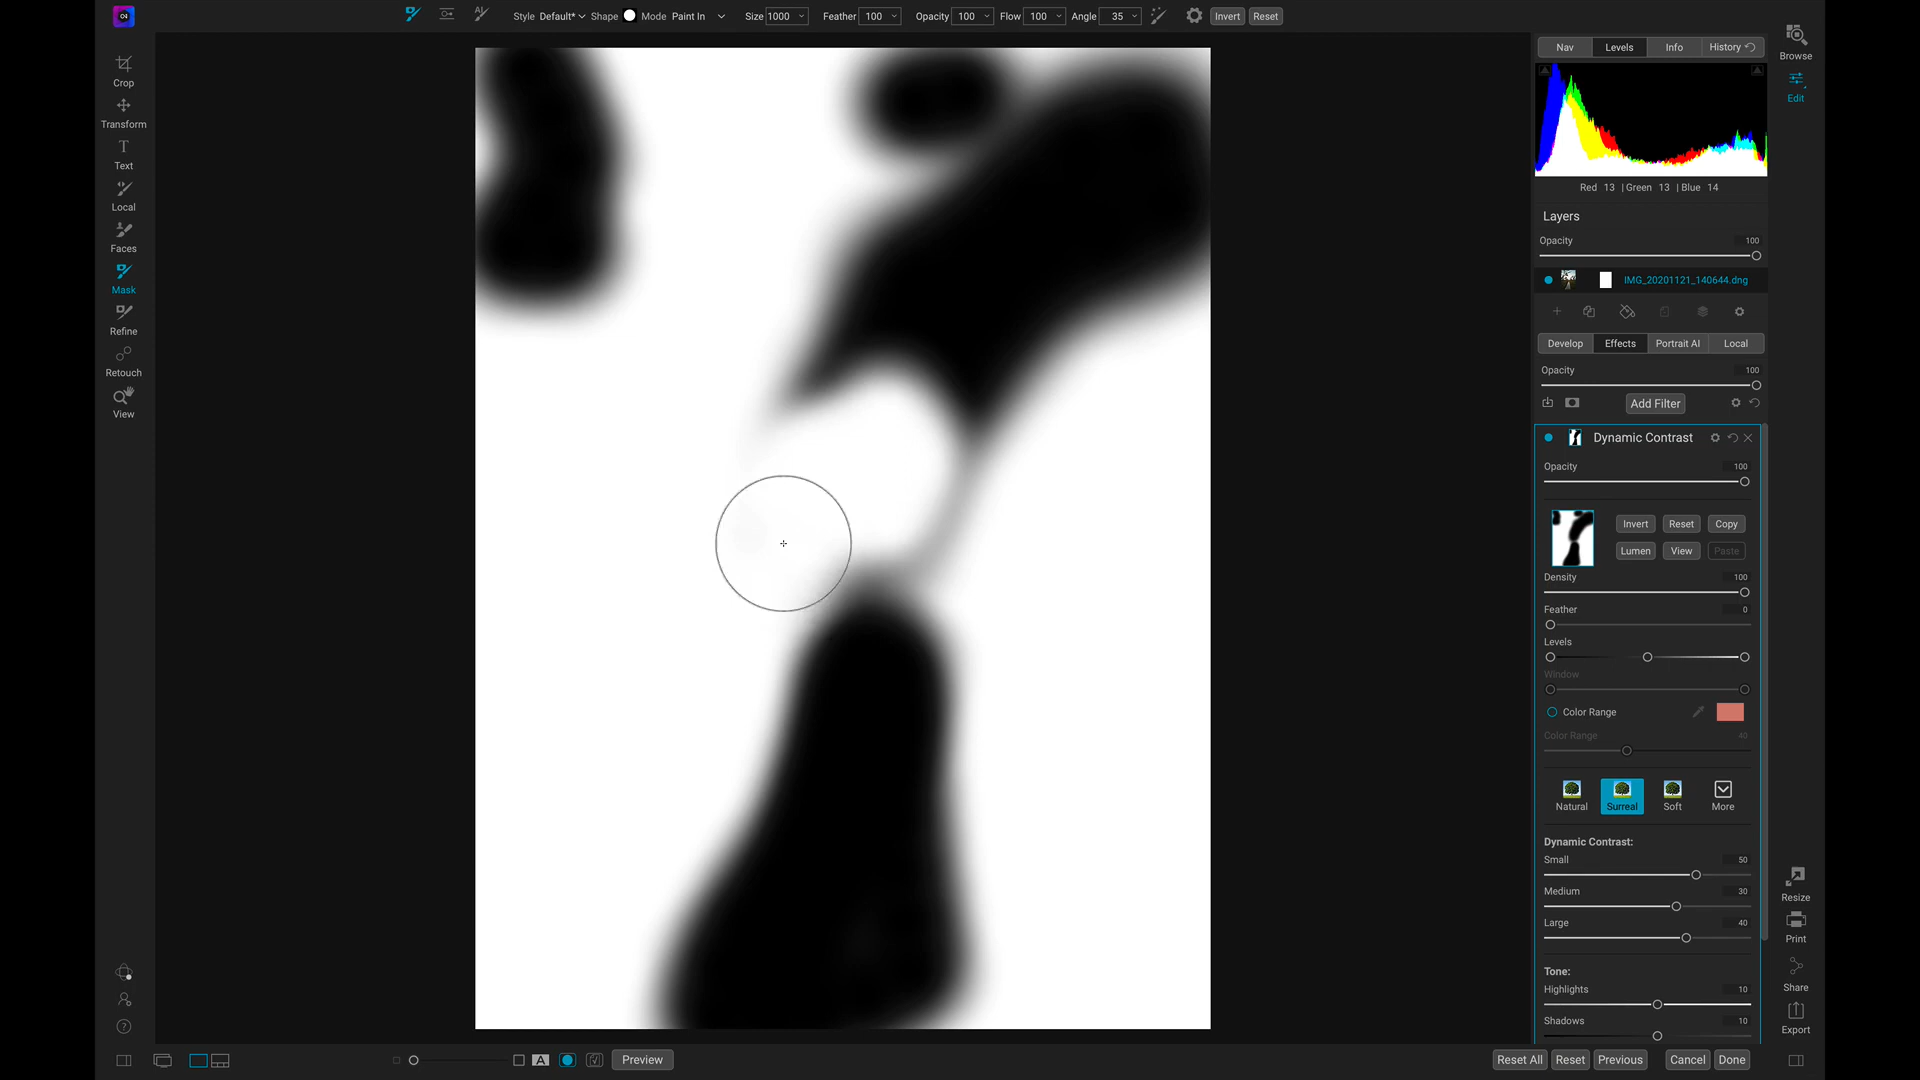 Style Default* Shape Mode Paint In Size 1000 Feather 100 Opacity 100 Flow 100 Angle 35 Invert Reset
Crop
Transform
Text
Local
Faces
Mask
Refine
Retouch
View
Nav Levels Info History
Browse
Edit
Red 13 | Green 13 | Blue 14
Layers
Opacity 100
IMG_20201121_140644.dng
Develop Effects Portrait AI Local
Opacity 100
Add Filter
Dynamic Contrast
Opacity 100
Invert Reset Copy
Lumen View Paste
Density 100
Feather 0
Levels
Window
Color Range
Color Range 40
Natural Surreal Soft More
Dynamic Contrast:
Small 50
Medium 30
Large 40
Tone:
Highlights 10
Shadows 10
Resize
Print
Share
Export
A Preview
Reset All Reset Previous Cancel Done